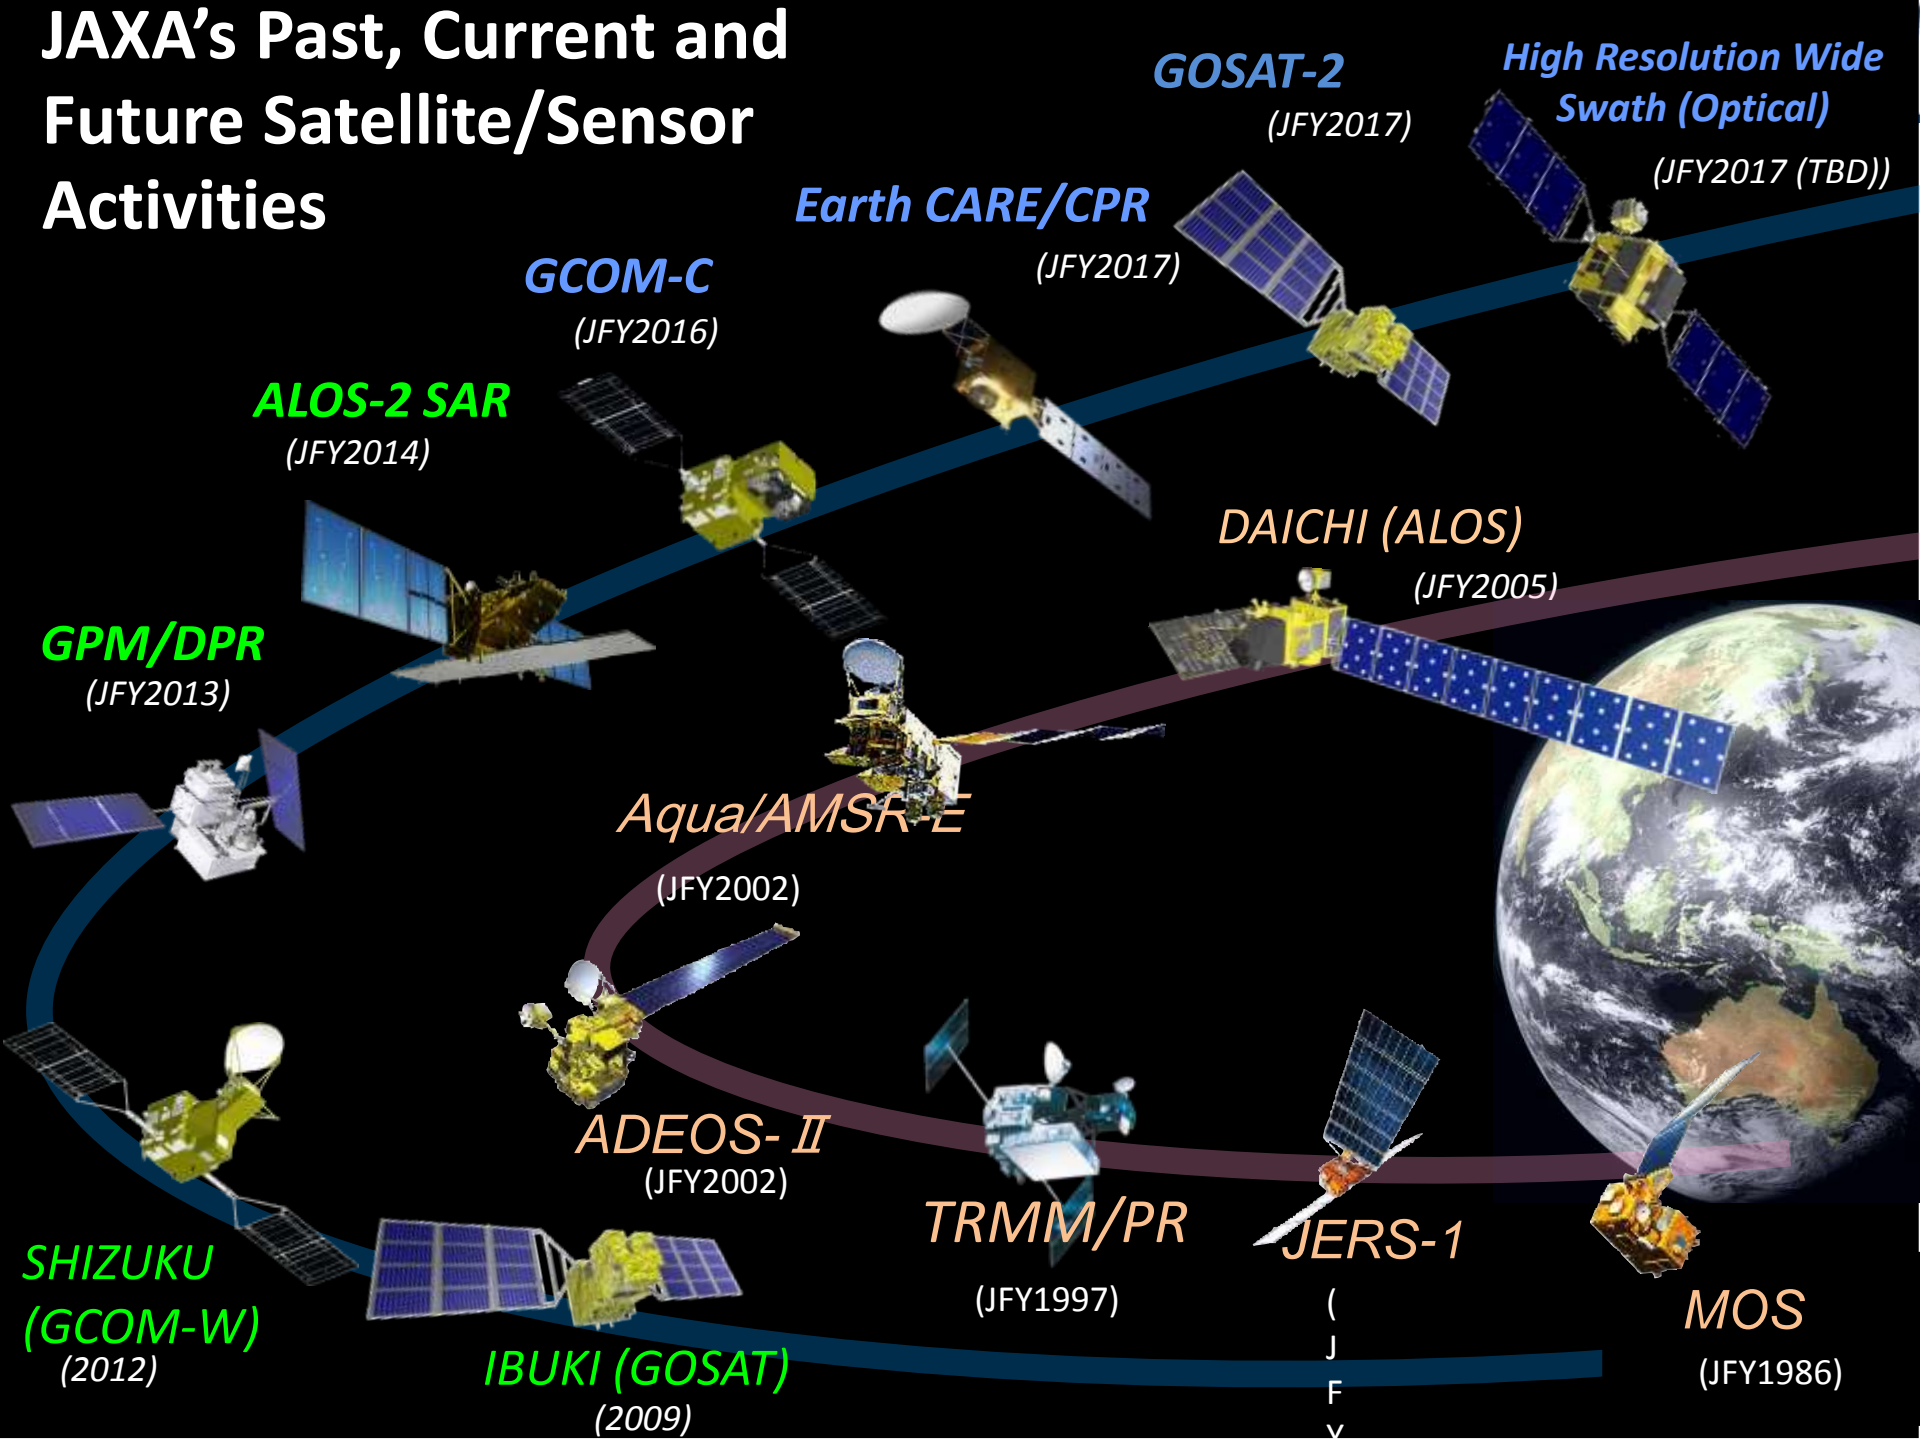 JAXA’s Past, Current and
Future Satellite/Sensor
Activities
GOSAT-2
(JFY2017)
High Resolution Wide
Swath (Optical)
(JFY2017 (TBD))
Earth CARE/CPR
(JFY2017)
GCOM-C
(JFY2016)
ALOS-2 SAR
(JFY2014)
GPM/DPR
(JFY2013)
DAICHI (ALOS)
(JFY2005)
Aqua/AMSR-E
(JFY2002)
ADEOS-Ⅱ
(JFY2002)
TRMM/PR
(JFY1997)
JERS-1
(
J
F
Y
MOS
(JFY1986)
SHIZUKU
(GCOM-W)
(2012)
IBUKI (GOSAT)
(2009)